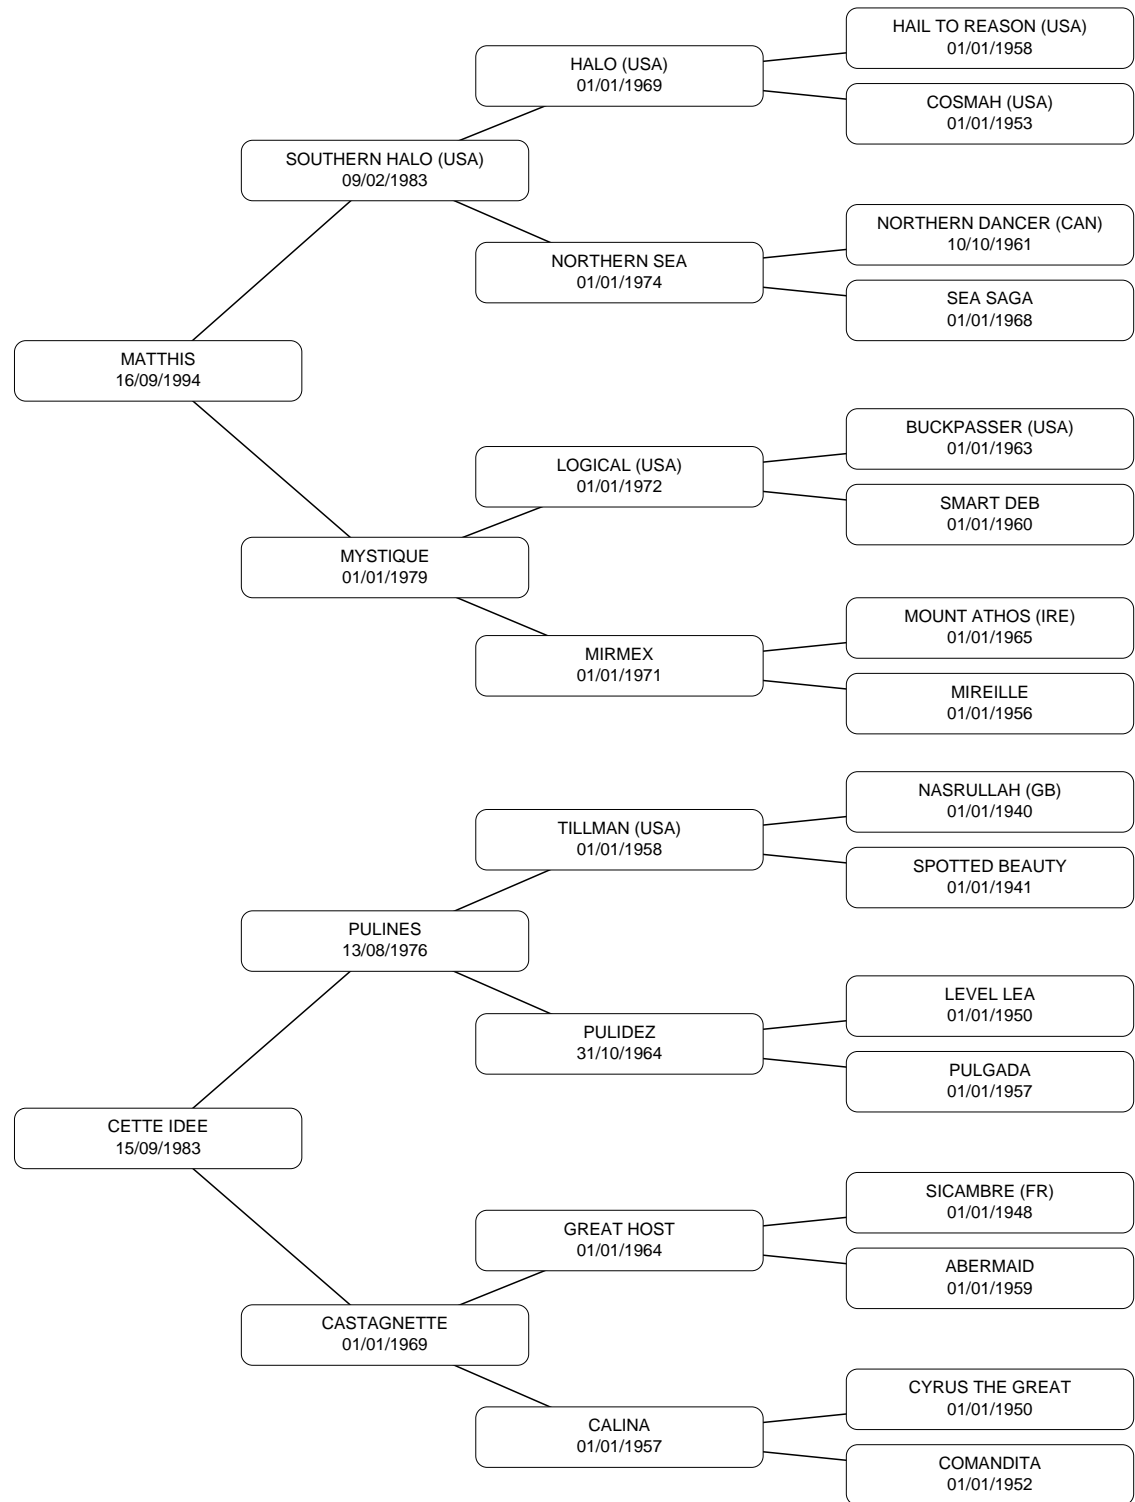 HAIL TO REASON (USA)
01/01/1958
HALO (USA)
01/01/1969
COSMAH (USA)
01/01/1953
SOUTHERN HALO (USA)
09/02/1983
NORTHERN DANCER (CAN)
10/10/1961
NORTHERN SEA
01/01/1974
SEA SAGA
01/01/1968
MATTHIS
16/09/1994
BUCKPASSER (USA)
01/01/1963
LOGICAL (USA)
01/01/1972
SMART DEB
01/01/1960
MYSTIQUE
01/01/1979
MOUNT ATHOS (IRE)
01/01/1965
MIRMEX
01/01/1971
MIREILLE
01/01/1956
NASRULLAH (GB)
01/01/1940
TILLMAN (USA)
01/01/1958
SPOTTED BEAUTY
01/01/1941
PULINES
13/08/1976
LEVEL LEA
01/01/1950
PULIDEZ
31/10/1964
PULGADA
01/01/1957
CETTE IDEE
15/09/1983
SICAMBRE (FR)
01/01/1948
GREAT HOST
01/01/1964
ABERMAID
01/01/1959
CASTAGNETTE
01/01/1969
CYRUS THE GREAT
01/01/1950
CALINA
01/01/1957
COMANDITA
01/01/1952